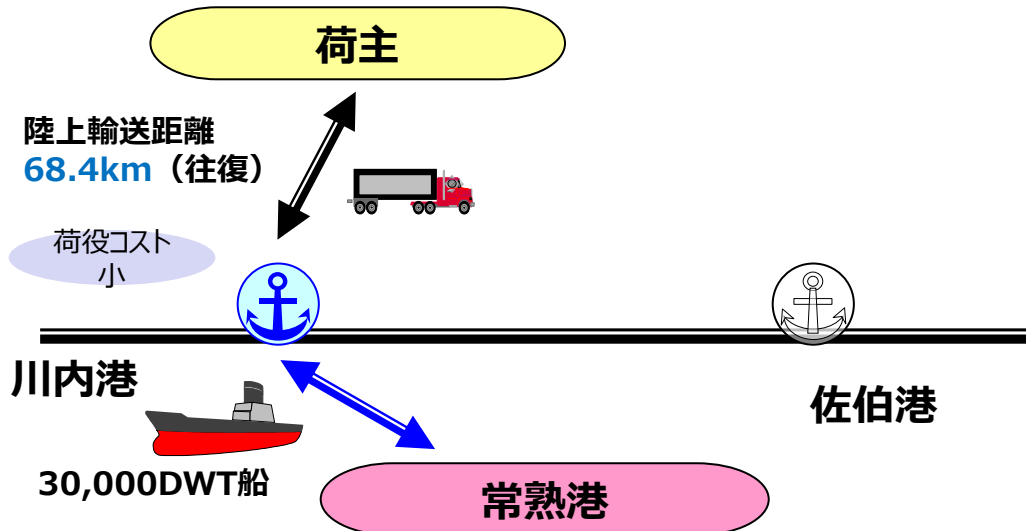 荷主
陸上輸送距離
68.4km（往復）
荷役コスト
小
川内港
佐伯港
30,000DWT船
常熟港